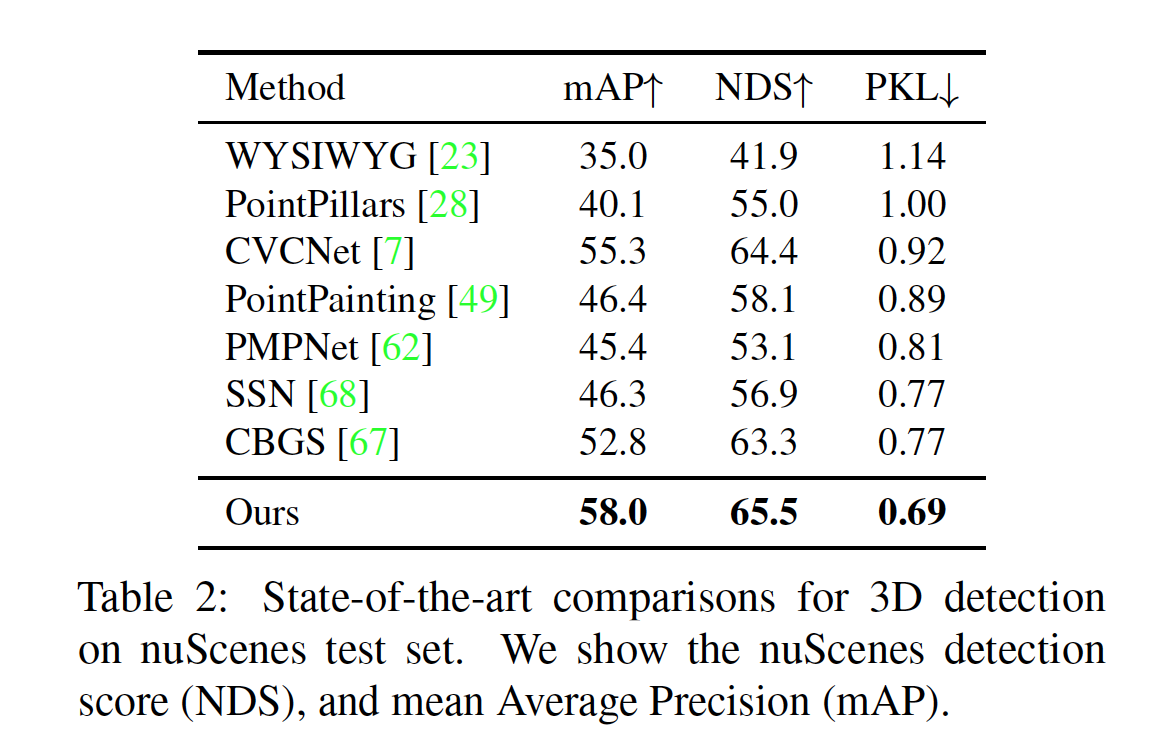 Method mAP↑ NDS↑ PKL↓
WYSIWYG [23] 35.0 41.9 1.14
PointPillars [28] 40.1 55.0 1.00
CVCNet [7] 55.3 64.4 0.92
PointPainting [49] 46.4 58.1 0.89
PMPNet [62] 45.4 53.1 0.81
SSN [68] 46.3 56.9 0.77
CBGS [67] 52.8 63.3 0.77
Ours 58.0 65.5 0.69
Table 2: State-of-the-art comparisons for 3D detection
on nuScenes test set. We show the nuScenes detection
score (NDS), and mean Average Precision (mAP).